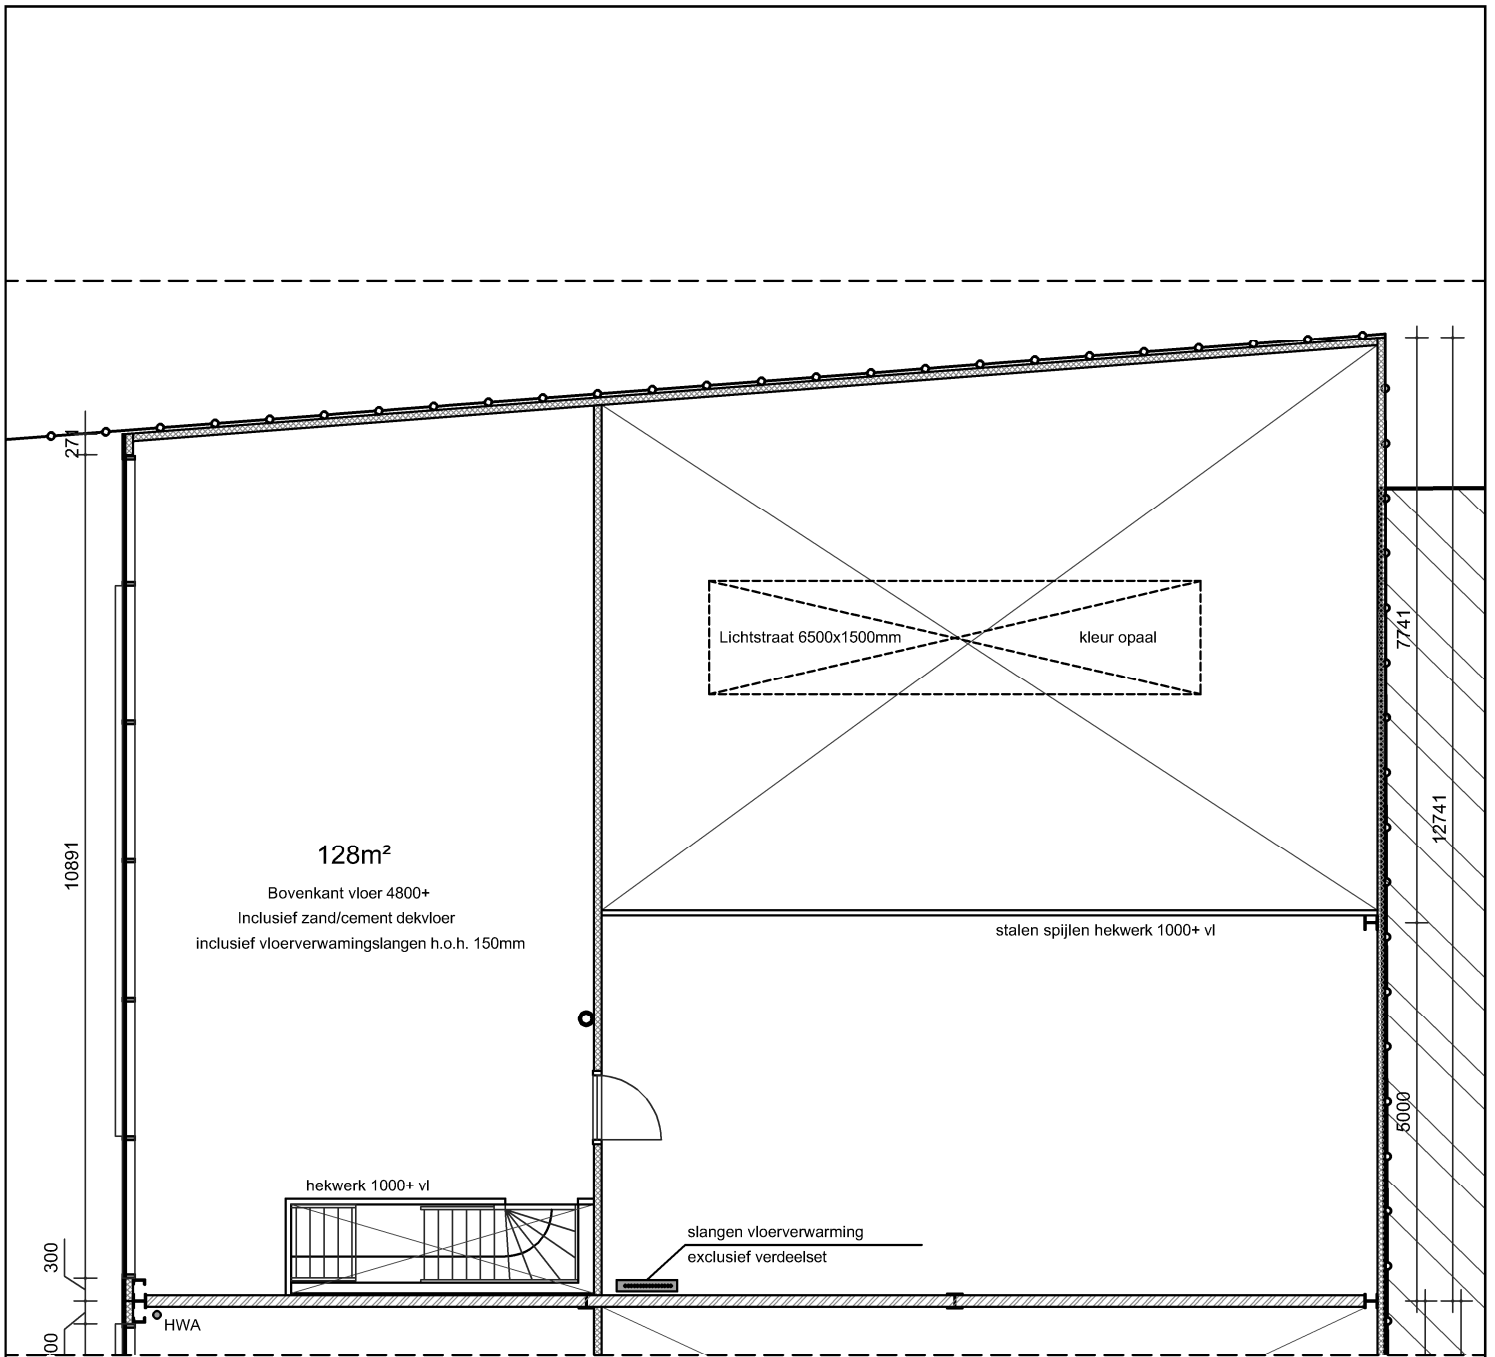 271
Lichtstraat 6500x1500mm
kleur opaal
7741
12741
10891
128m²
Bovenkant vloer 4800+
Inclusief zand/cement dekvloer
inclusief vloerverwamingslangen h.o.h. 150mm
stalen spijlen hekwerk 1000+ vl
5000
hekwerk 1000+ vl
slangen vloerverwarming
exclusief verdeelset
300
HWA